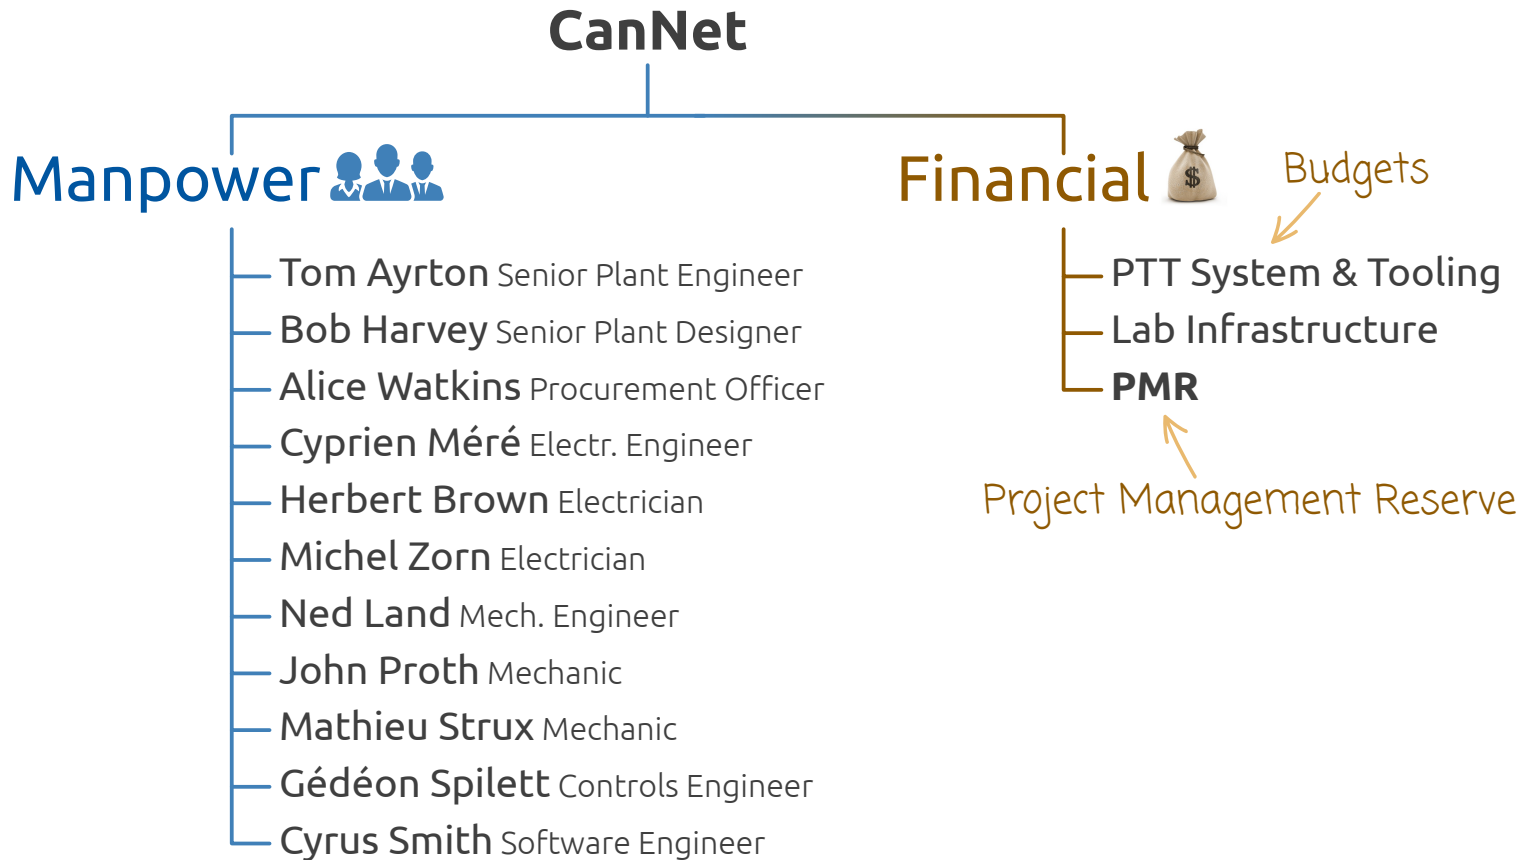 CanNet
Manpower
Tom Ayrton Senior Plant Engineer
Bob Harvey Senior Plant Designer
Alice Watkins Procurement Officer
Cyprien Méré Electr. Engineer
Herbert Brown Electrician
Michel Zorn Electrician
Ned Land Mech. Engineer
John Proth Mechanic
Mathieu Strux Mechanic
Gédéon Spilett Controls Engineer
Cyrus Smith Software Engineer
Financial $
Budgets
PTT System & Tooling
Lab Infrastructure
PMR
Project Management Reserve